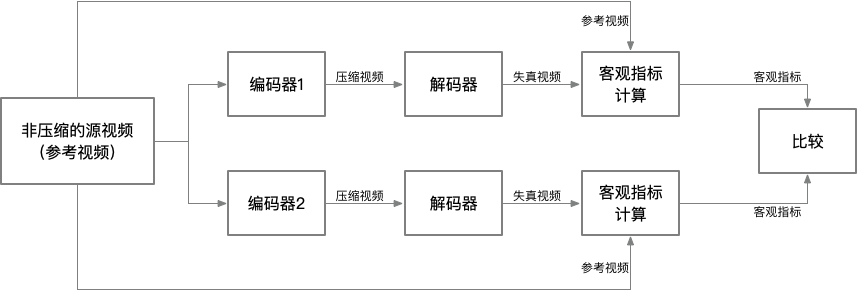 参考视频
编码器1
压缩视频
解码器
失真视频
客观指标
计算
客观指标
非压缩的源视频
（参考视频）
比较
编码器2
压缩视频
解码器
失真视频
客观指标
计算
客观指标
参考视频